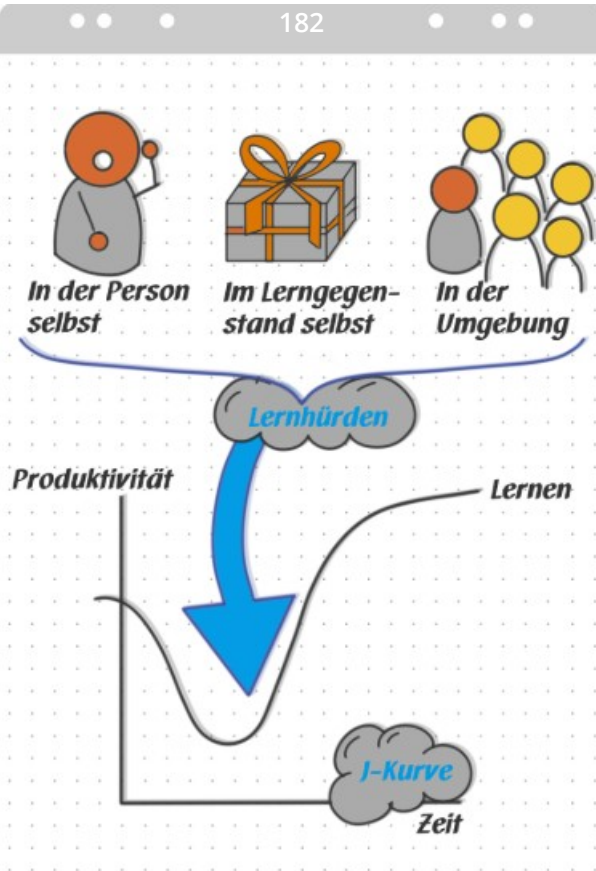 182
In der Person
selbst
Im Lerngegen-
stand selbst
In der
Umgebung
Lernhürden
Produktivität
Lernen
J-Kurve
Zeit